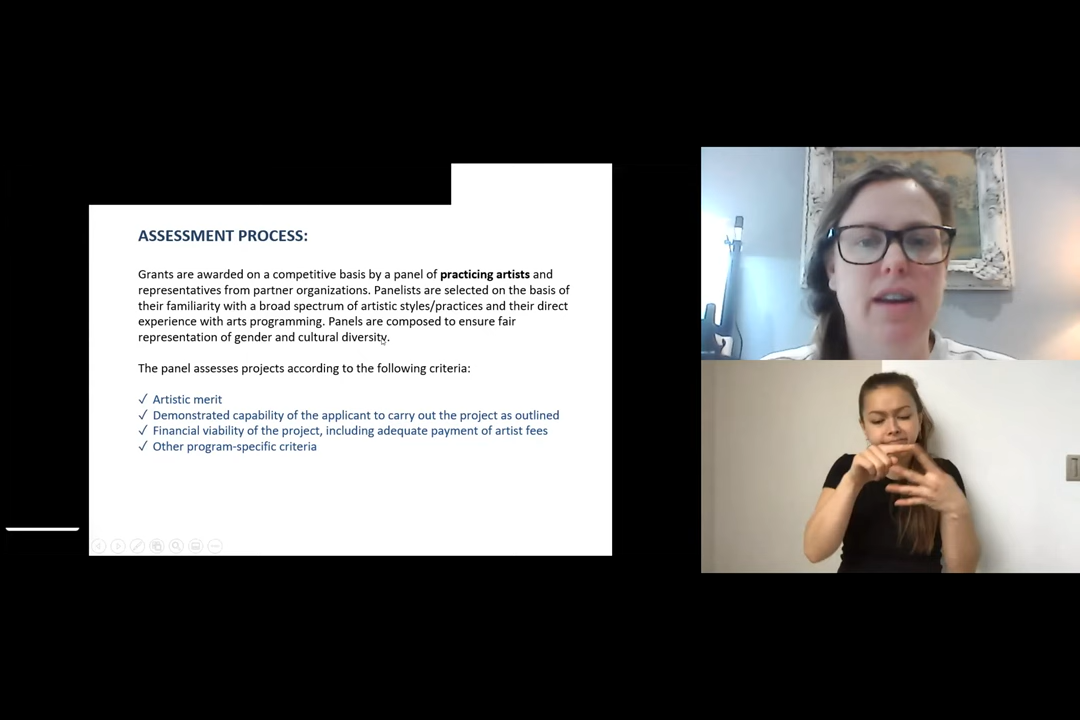 ASSESSMENT PROCESS:
Grants are awarded on a competitive basis by a panel of practicing artists and
representatives from partner organizations. Panelists are selected on the basis of
their familiarity with a broad spectrum of artistic styles/practices and their direct
experience with arts programming. Panels are composed to ensure fair
representation of gender and cultural diversity.
The panel assesses projects according to the following criteria:
✓ Artistic merit
✓ Demonstrated capability of the applicant to carry out the project as outlined
✓ Financial viability of the project, including adequate payment of artist fees
✓ Other program-specific criteria